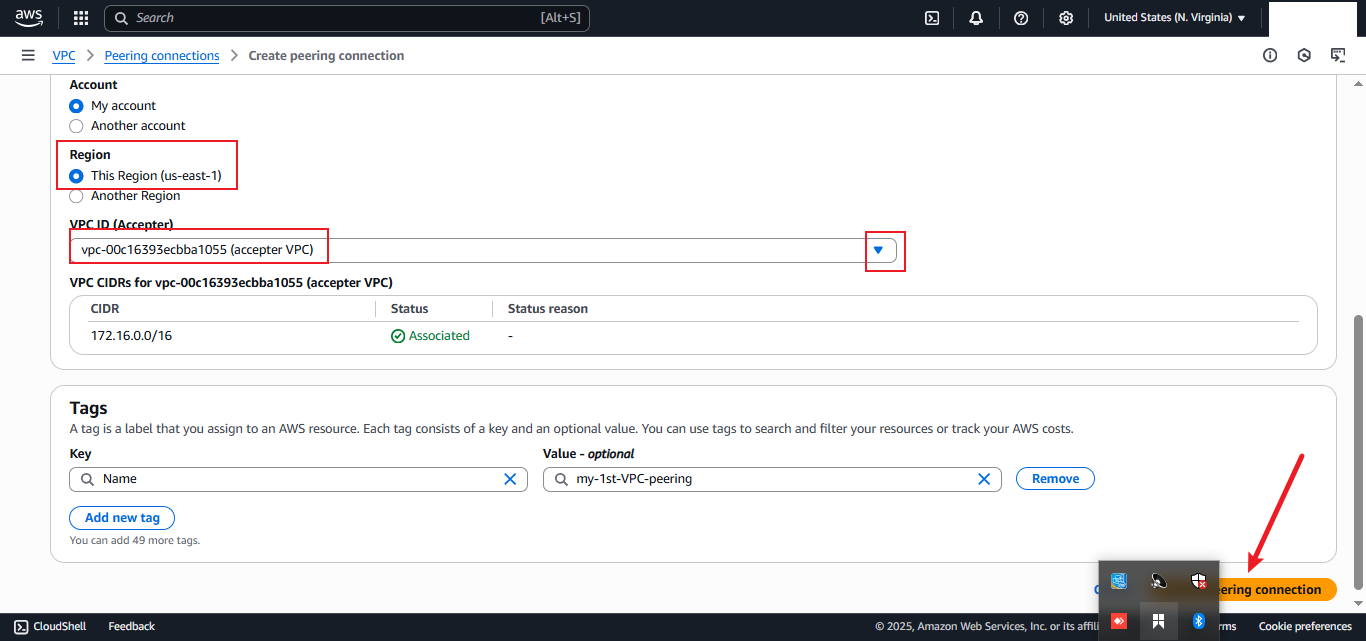 aws
Search [Alt+S]
United States (N. Virginia)
VPC > Peering connections > Create peering connection
Account
My account
Another account
Region
This Region (us-east-1)
Another Region
VPC ID (Accepter)
vpc-00c16393ecbba1055 (accepter VPC)
VPC CIDRs for vpc-00c16393ecbba1055 (accepter VPC)
CIDR Status Status reason
172.16.0.0/16 Associated -
Tags
A tag is a label that you assign to an AWS resource. Each tag consists of a key and an optional value. You can use tags to search and filter your resources or track your AWS costs.
Key Value - optional
Name my-1st-VPC-peering Remove
Add new tag
You can add 49 more tags.
connection
CloudShell Feedback © 2025, Amazon Web Services, Inc. or its Cookie preferences